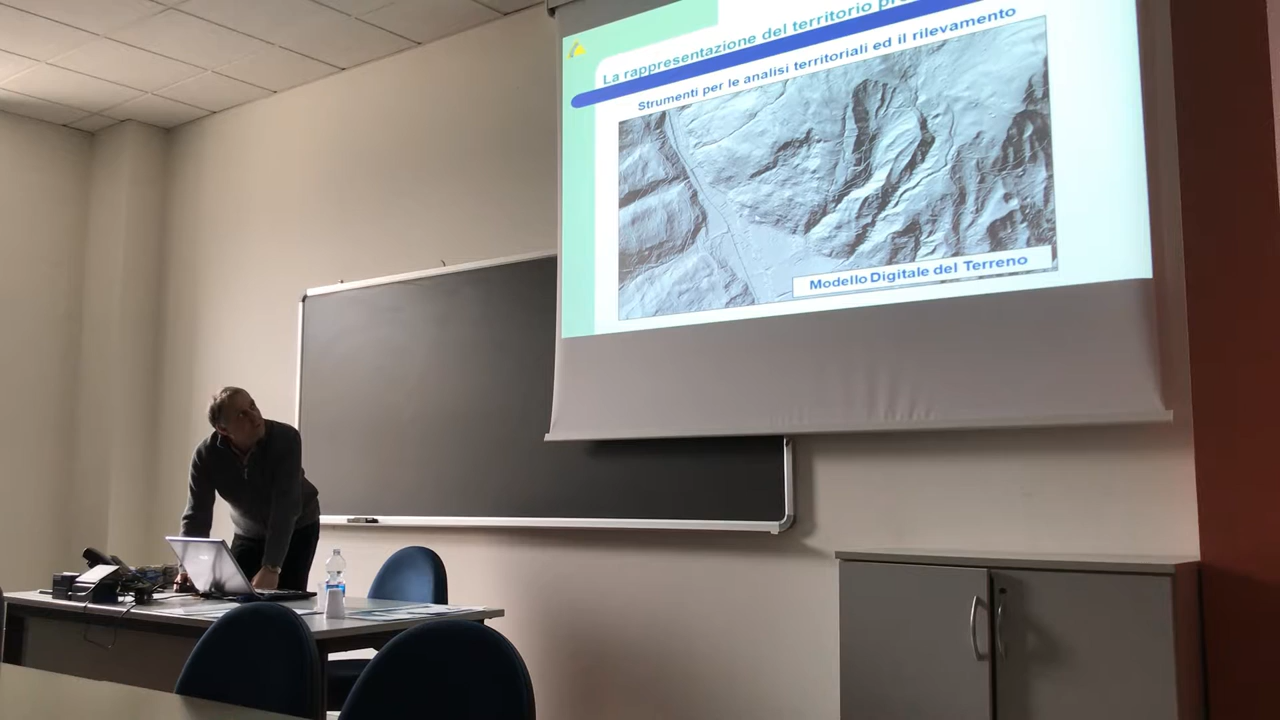 La rappresentazione del territorio
Strumenti per le analisi territoriali ed il rilevamento
Modello Digitale del Terreno